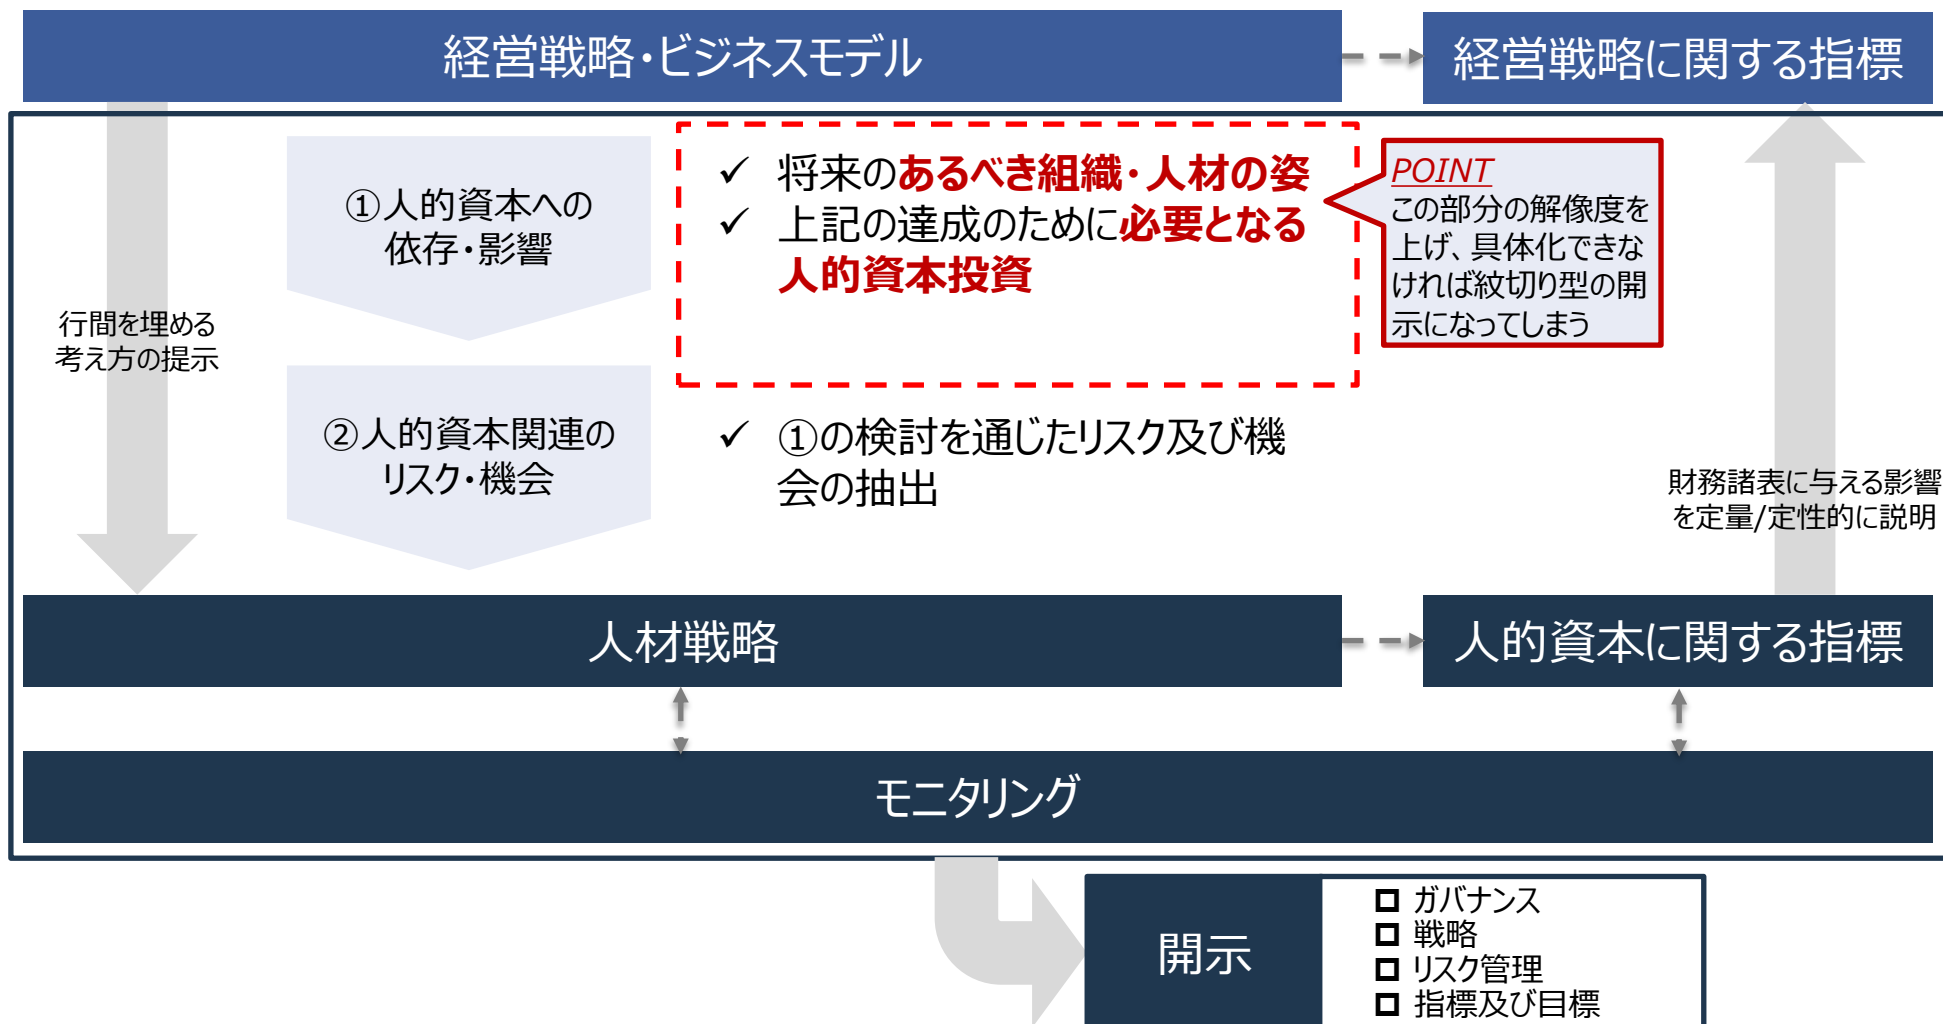 経営戦略・ビジネスモデル
経営戦略に関する指標
①人的資本への
依存・影響
✓ 将来のあるべき組織・人材の姿
✓ 上記の達成のために必要となる
人的資本投資
POINT
この部分の解像度を
上げ、具体化できな
ければ紋切り型の開
示になってしまう
行間を埋める
考え方の提示
②人的資本関連の
リスク・機会
✓ ①の検討を通じたリスク及び機
会の抽出
財務諸表に与える影響
を定量/定性的に説明
人材戦略
人的資本に関する指標
モニタリング
開示
ガバナンス
戦略
リスク管理
指標及び目標